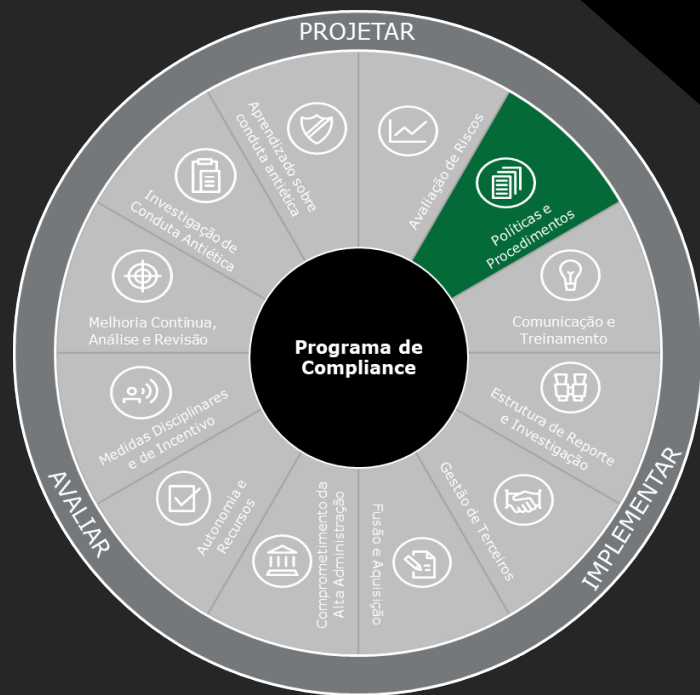 PROJETAR
Avaliação de Riscos
Políticas e
Procedimentos
Comunicação e
Treinamento
Estrutura de Reporte
e Investigação
Gestão de Terceiros
Fusão e Aquisição
Comprometimento da
Alta Administração
Autonomia e
Recursos
Medidas Disciplinares
e de Incentivo
Melhoria Contínua,
Análise e Revisão
Investigação de
Conduta Antiética
Aprendizado sobre
conduta antiética
Programa de
Compliance
IMPLEMENTAR
AVALIAR